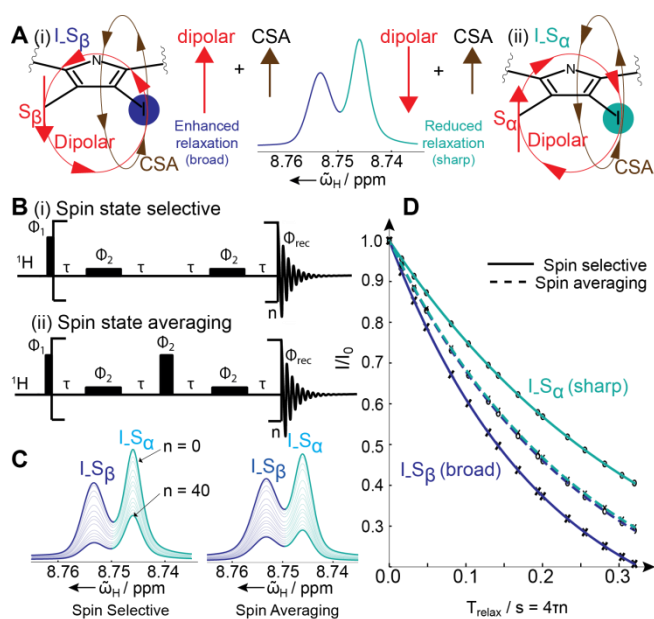 A
(i)
I_Sβ
N
Sβ
I
Dipolar
CSA
dipolar
+
CSA
Enhanced
relaxation
(broad)
8.76 8.75 8.74
ω̃H / ppm
dipolar
+
CSA
Reduced
relaxation
(sharp)
(ii)
I_Sα
N
Sα
I
Dipolar
CSA
B
(i) Spin state selective
Φ1
¹H
τ
Φ2
τ
τ
Φ2
τ
Φrec
n
(ii) Spin state averaging
Φ1
¹H
τ
Φ2
τ
Φ2
τ
Φ2
τ
Φrec
n
C
I_Sβ
I_Sα
n = 0
n = 40
8.76 8.75 8.74
ω̃H / ppm
Spin Selective
I_Sβ
I_Sα
8.76 8.75 8.74
ω̃H / ppm
Spin Averaging
D
Spin selective
Spin averaging
I/I0
1.0
0.9
0.8
0.7
0.6
0.5
0.4
0.3
I_Sα (sharp)
I_Sβ (broad)
0.0 0.1 0.2 0.3
Trelax / s = 4πn